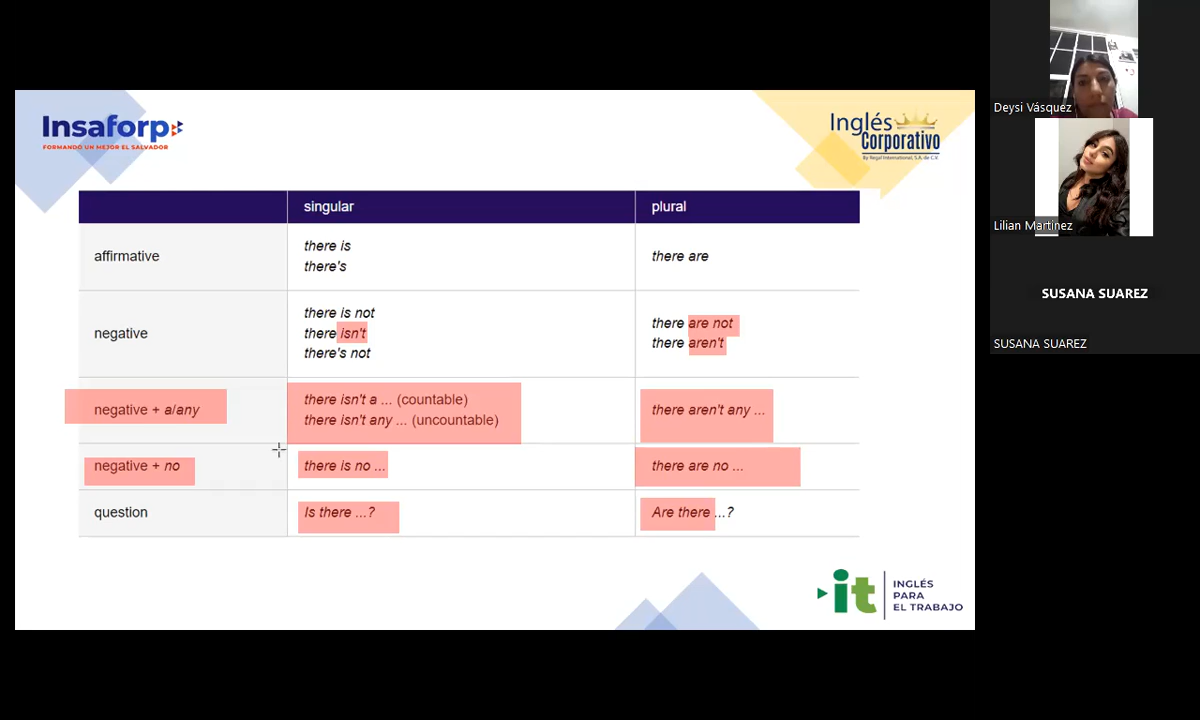 Insaforp
FORMANDO UN MEJOR EL SALVADOR
Inglés
Corporativo
By Regal International, S.A. de C.V.
singular
plural
affirmative
there is
there's
there are
negative
there is not
there isn't
there's not
there are not
there aren't
negative + a/any
there isn't a ... (countable)
there isn't any ... (uncountable)
there aren't any ...
negative + no
there is no ...
there are no ...
question
Is there ...?
Are there ...?
it
INGLÉS
PARA
EL TRABAJO
Deysi Vásquez
Lilian Martinez
SUSANA SUAREZ
SUSANA SUAREZ